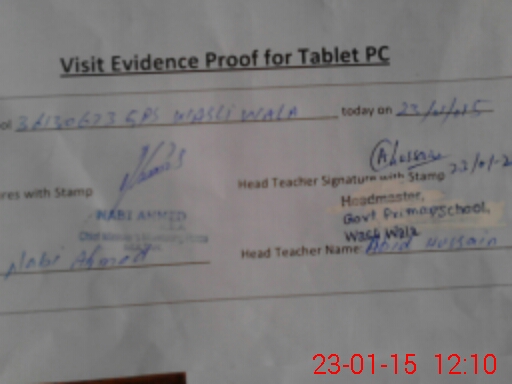 Visit Evidence Proof for Tablet PC
ol 36130673 GPS WASLI WALA today on 23/01/15
res with Stamp
Head Teacher Signature with Stamp 23/01-2
NABI AHMED
Headmaster,
Govt Primary School,
Wasli Wala
Nabi Ahmed
Head Teacher Name: Abid Hussain
23-01-15 12:10